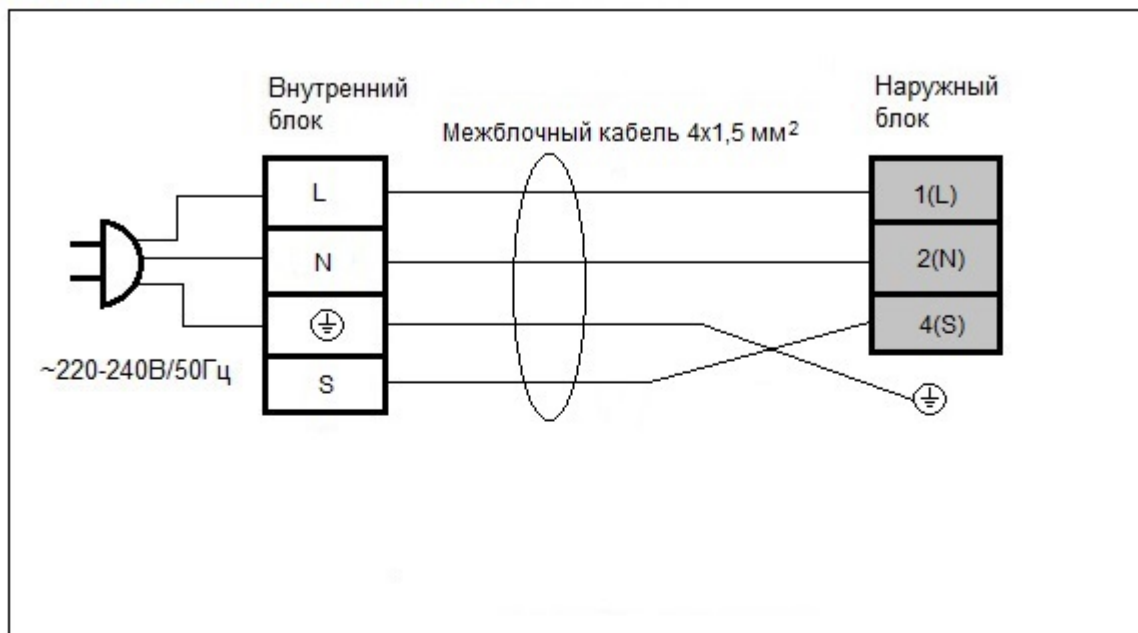 Внутренний
блок
Наружный
блок
Межблочный кабель 4х1,5 мм²
L
1(L)
N
2(N)
4(S)
S
~220-240В/50Гц